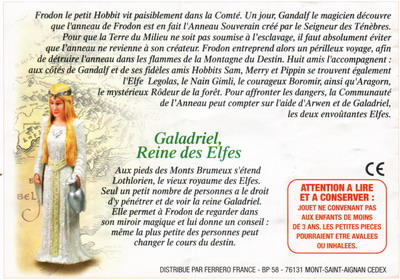 Frodon le petit Hobbit vit paisiblement dans la Comté. Un jour, Gandalf le magicien découvre
que l'anneau de Frodon est en fait l'Anneau Souverain créé par le Seigneur des Ténèbres.
Pour que la Terre du Milieu ne soit pas soumise à l'esclavage, il faut absolument éviter
que l'anneau ne revienne à son créateur. Frodon entreprend alors un périlleux voyage, afin
de détruire l'anneau dans les flammes de la Montagne du Destin. Huit amis l'accompagnent :
aux côtés de Gandalf et de ses fidèles amis Hobbits Sam, Merry et Pippin se trouvent également
l'Elfe Legolas, le Nain Gimli, le courageux Boromir, ainsi qu'Aragorn,
le mystérieux Rôdeur de la forêt. Pour affronter les dangers, la Communauté
de l'Anneau peut compter sur l'aide d'Arwen et de Galadriel,
les deux envoûtantes Elfes.
Galadriel,
Reine des Elfes
Aux pieds des Monts Brumeux s'étend
Lothlorien, le vieux royaume des Elfes.
Seul un petit nombre de personnes a le droit
d'y pénétrer et de voir la reine Galadriel.
Elle permet à Frodon de regarder dans
son miroir magique et lui donne un conseil :
même la plus petite des personnes peut
changer le cours du destin.
BEL
CE
ATTENTION A LIRE
ET A CONSERVER :
JOUET NE CONVENANT PAS
AUX ENFANTS DE MOINS
DE 3 ANS. LES PETITES PIECES
POURRAIENT ETRE AVALEES
OU INHALEES.
DISTRIBUE PAR FERRERO FRANCE - BP 58 - 76131 MONT-SAINT-AIGNAN CEDEX